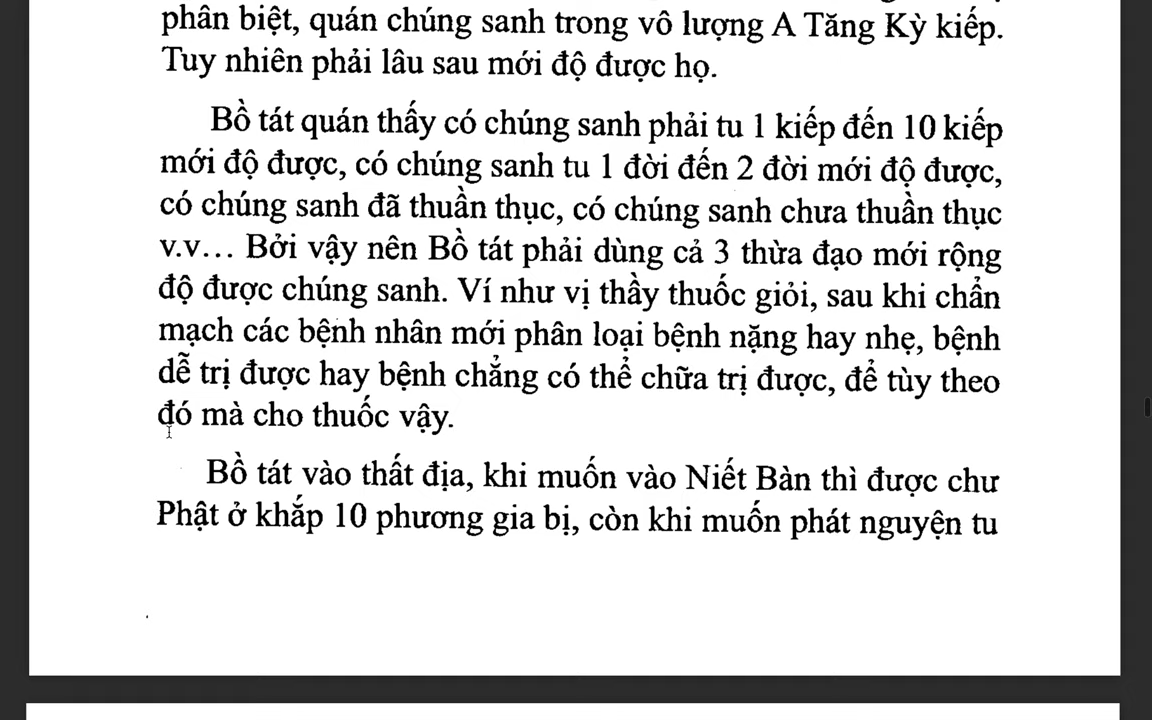 phân biệt, quán chúng sanh trong vô lượng A Tăng Kỳ kiếp.
Tuy nhiên phải lâu sau mới độ được họ.
Bồ tát quán thấy có chúng sanh phải tu 1 kiếp đến 10 kiếp
mới độ được, có chúng sanh tu 1 đời đến 2 đời mới độ được,
có chúng sanh đã thuần thục, có chúng sanh chưa thuần thục
v.v... Bởi vậy nên Bồ tát phải dùng cả 3 thừa đạo mới rộng
độ được chúng sanh. Ví như vị thầy thuốc giỏi, sau khi chẩn
mạch các bệnh nhân mới phân loại bệnh nặng hay nhẹ, bệnh
dễ trị được hay bệnh chẳng có thể chữa trị được, để tùy theo
đó mà cho thuốc vậy.
Bồ tát vào thất địa, khi muốn vào Niết Bàn thì được chư
Phật ở khắp 10 phương gia bị, còn khi muốn phát nguyện tu